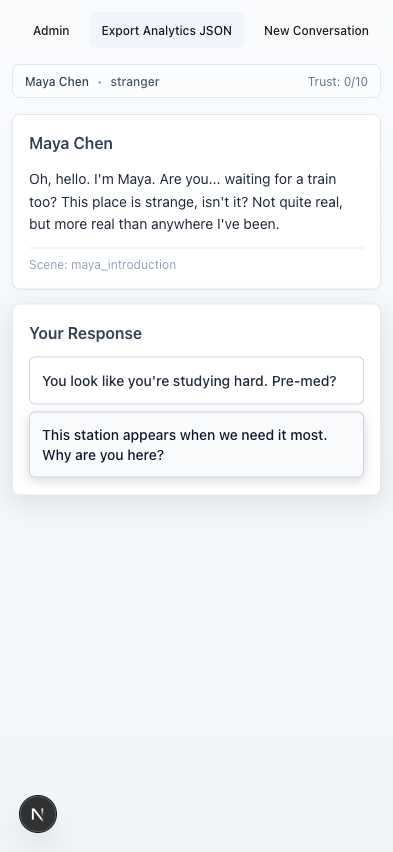 Admin
Export Analytics JSON
New Conversation
Maya Chen • stranger
Trust: 0/10
Maya Chen
Oh, hello. I'm Maya. Are you... waiting for a train
too? This place is strange, isn't it? Not quite real,
but more real than anywhere I've been.
Scene: maya_introduction
Your Response
You look like you're studying hard. Pre-med?
This station appears when we need it most.
Why are you here?
N